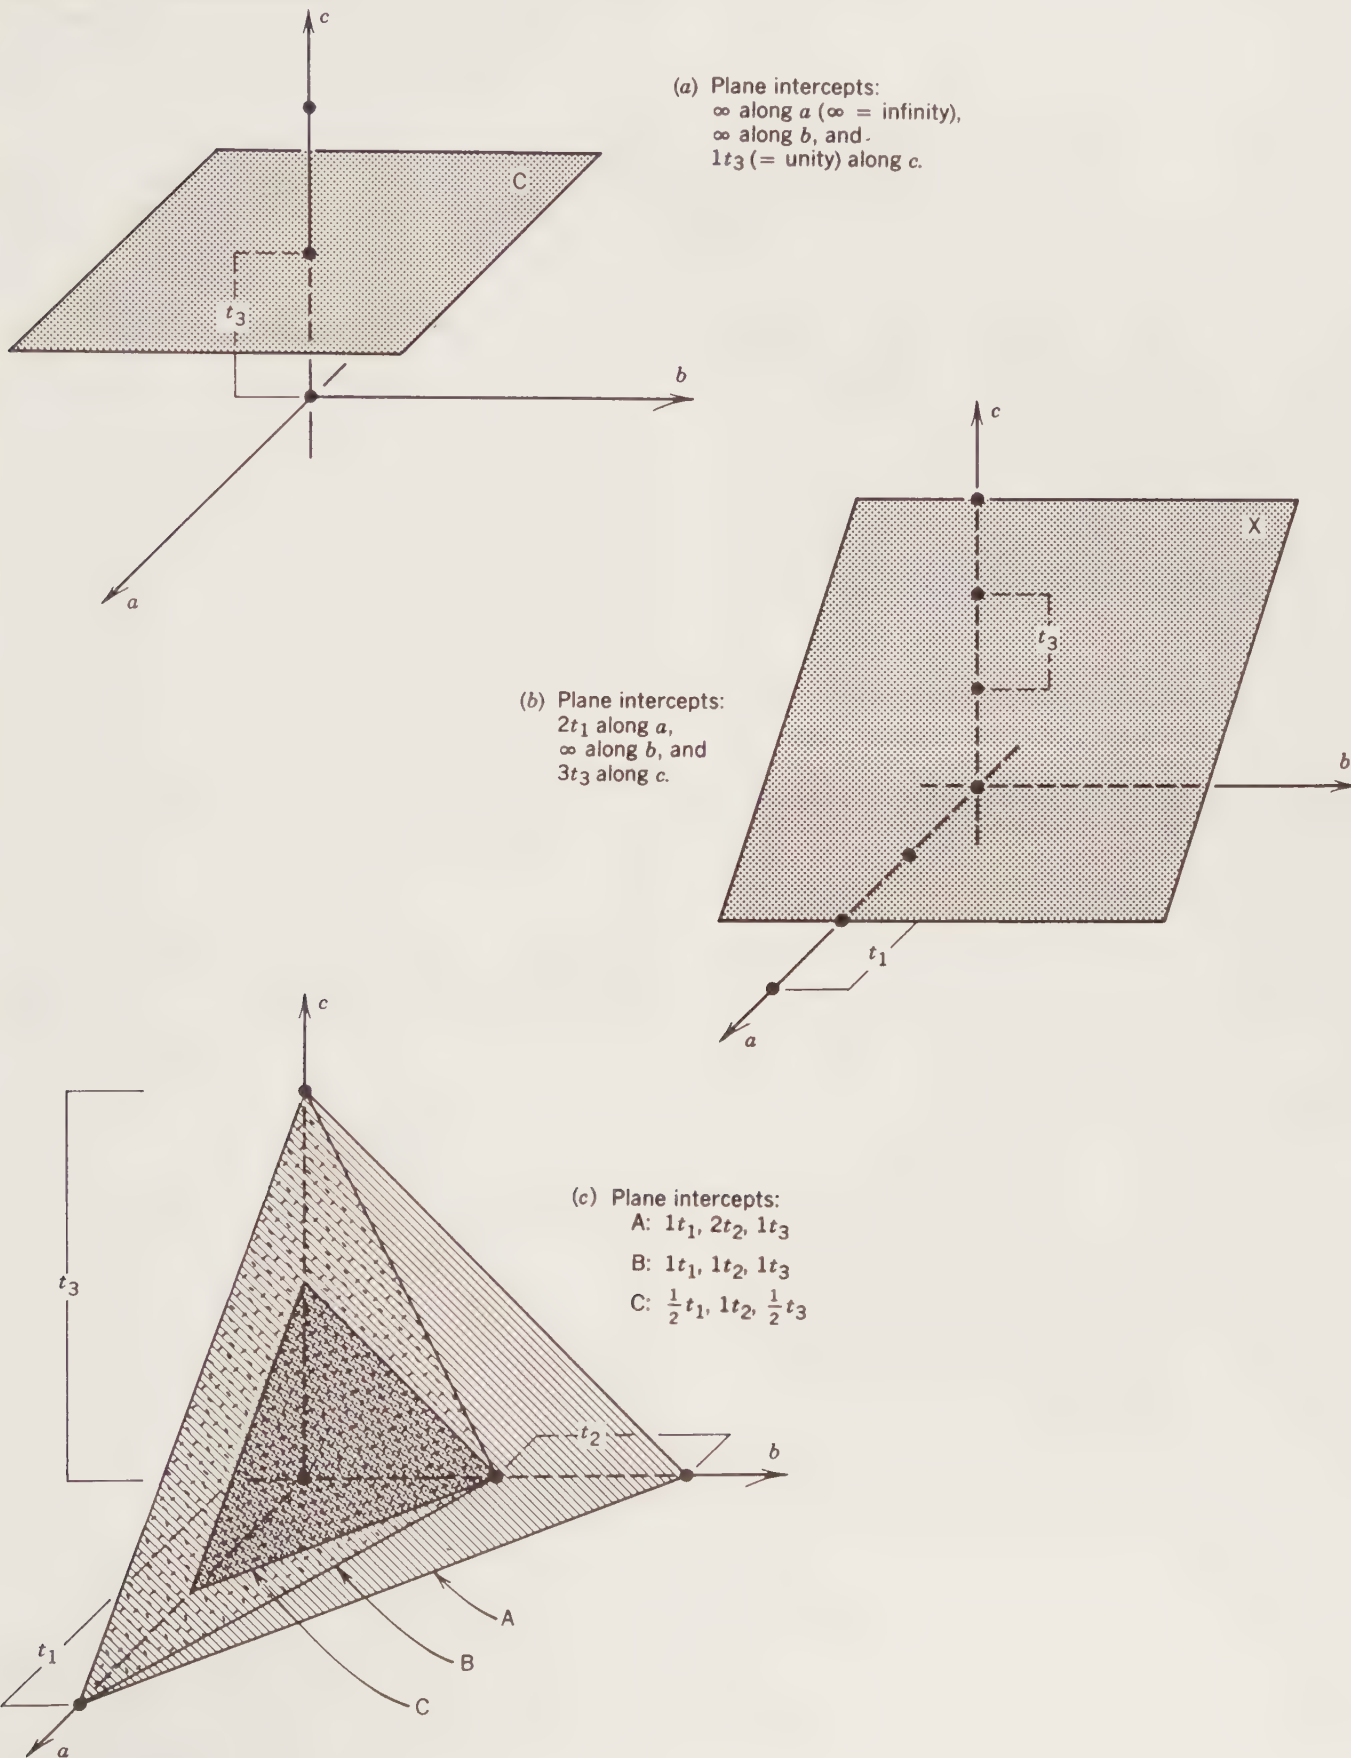 c
(a) Plane intercepts:
∞ along a (∞ = infinity),
∞ along b, and
1t₃ (= unity) along c.
C
t₃
b
a
c
X
t₃
(b) Plane intercepts:
2t₁ along a,
∞ along b, and
3t₃ along c.
b
t₁
a
c
(c) Plane intercepts:
A: 1t₁, 2t₂, 1t₃
B: 1t₁, 1t₂, 1t₃
C: ½t₁, 1t₂, ½t₃
t₃
t₂
b
A
B
C
t₁
a